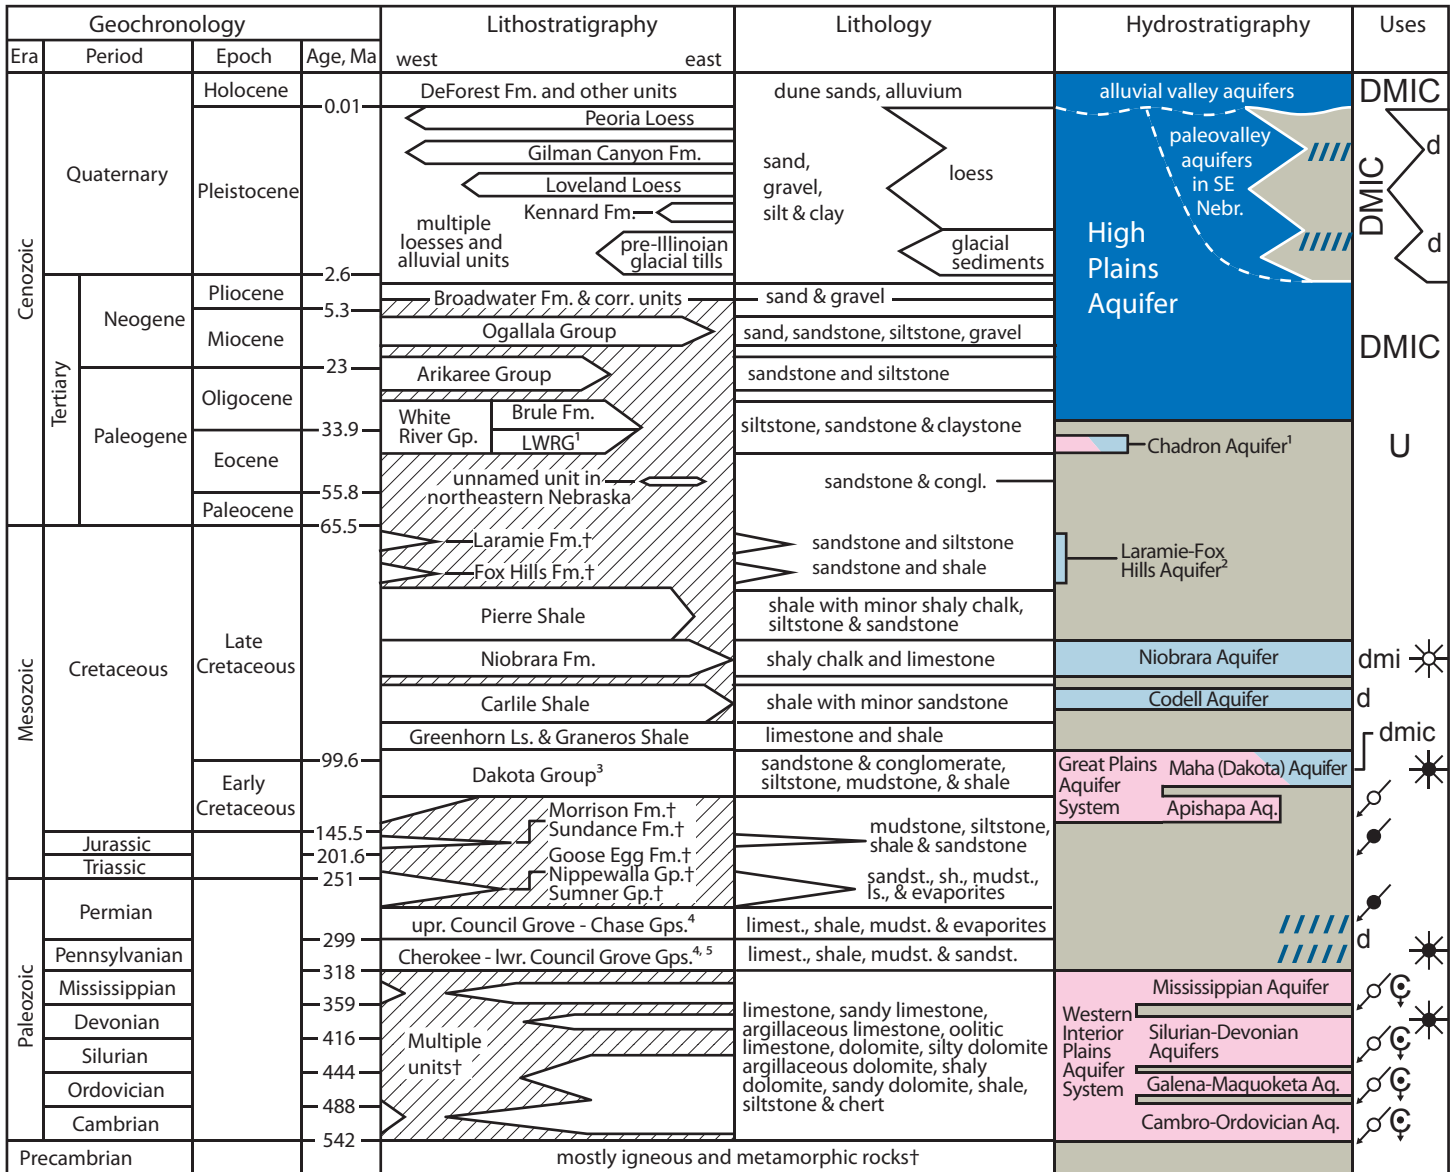 Geochronology
Lithostratigraphy
Lithology
Hydrostratigraphy
Uses
Era
Period
Epoch
Age, Ma
west
east
Cenozoic
Quaternary
Holocene
0.01
Pleistocene
2.6
Tertiary
Neogene
Pliocene
5.3
Miocene
23
Paleogene
Oligocene
33.9
Eocene
55.8
Paleocene
65.5
Mesozoic
Cretaceous
Late
Cretaceous
99.6
Early
Cretaceous
145.5
Jurassic
201.6
Triassic
251
Paleozoic
Permian
299
Pennsylvanian
318
Mississippian
359
Devonian
416
Silurian
444
Ordovician
488
Cambrian
542
Precambrian
DeForest Fm. and other units
Peoria Loess
Gilman Canyon Fm.
Loveland Loess
Kennard Fm.
multiple
loesses and
alluvial units
pre-Illinoian
glacial tills
Broadwater Fm. & corr. units
Ogallala Group
Arikaree Group
White
River Gp.
Brule Fm.
LWRG¹
unnamed unit in
northeastern Nebraska
Laramie Fm.†
Fox Hills Fm.†
Pierre Shale
Niobrara Fm.
Carlile Shale
Greenhorn Ls. & Graneros Shale
Dakota Group³
Morrison Fm.†
Sundance Fm.†
Goose Egg Fm.†
Nippewalla Gp.†
Sumner Gp.†
upr. Council Grove - Chase Gps.⁴
Cherokee - lwr. Council Grove Gps.⁴, ⁵
Multiple
units†
mostly igneous and metamorphic rocks†
dune sands, alluvium
sand,
gravel,
silt & clay
loess
glacial
sediments
sand & gravel
sand, sandstone, siltstone, gravel
sandstone and siltstone
siltstone, sandstone & claystone
sandstone & congl.
sandstone and siltstone
sandstone and shale
shale with minor shaly chalk,
siltstone & sandstone
shaly chalk and limestone
shale with minor sandstone
limestone and shale
sandstone & conglomerate,
siltstone, mudstone, & shale
mudstone, siltstone,
shale & sandstone
sandst., sh., mudst.,
ls., & evaporites
limest., shale, mudst. & evaporites
limest., shale, mudst. & sandst.
limestone, sandy limestone,
argillaceous limestone, oolitic
limestone, dolomite, silty dolomite
argillaceous dolomite, shaly
dolomite, sandy dolomite, shale,
siltstone & chert
alluvial valley aquifers
paleovalley
aquifers
in SE
Nebr.
High
Plains
Aquifer
Chadron Aquifer¹
Laramie-Fox
Hills Aquifer²
Niobrara Aquifer
Codell Aquifer
Great Plains
Aquifer
System
Maha (Dakota) Aquifer
Apishapa Aq.
Western
Interior
Plains
Aquifer
System
Mississippian Aquifer
Silurian-Devonian
Aquifers
Galena-Maquoketa Aq.
Cambro-Ordovician Aq.
DMIC
DMIC
d
d
DMIC
U
dmi
d
dmic
d
C
C
C
C